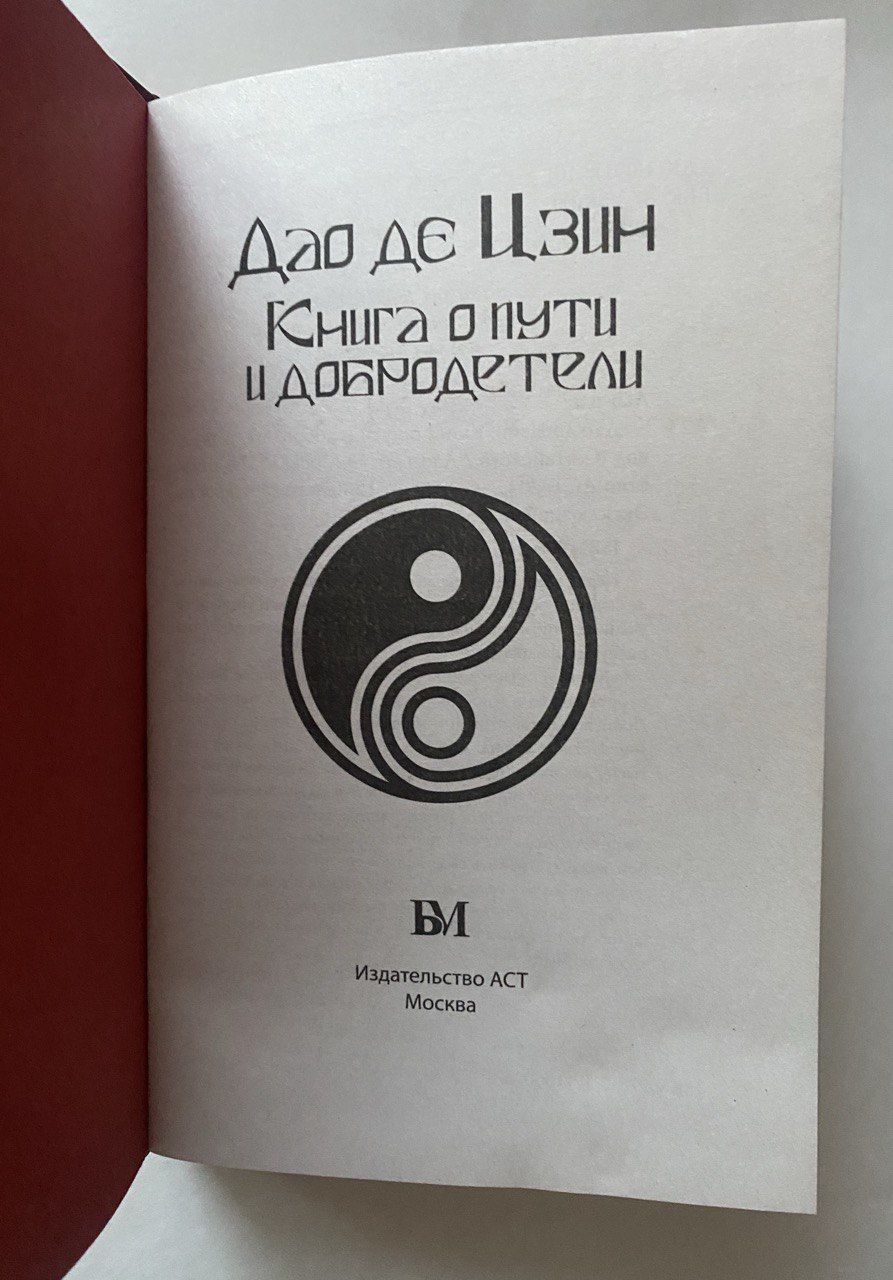 Дао де Цзин
Книга о пути
и добродетели
БМ
Издательство АСТ
Москва